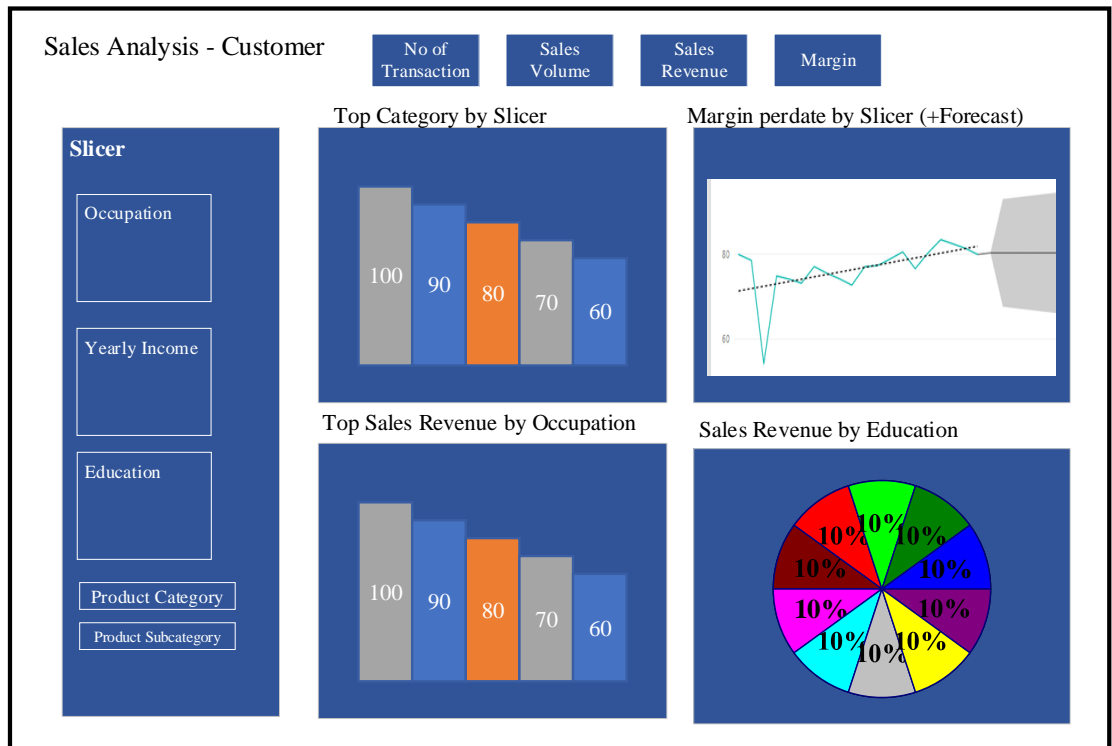 Sales Analysis - Customer
No of
Transaction
Sales
Volume
Sales
Revenue
Margin
Slicer
Occupation
Yearly Income
Education
Product Category
Product Subcategory
Top Category by Slicer
100
90
80
70
60
Margin perdate by Slicer (+Forecast)
80
60
Top Sales Revenue by Occupation
100
90
80
70
60
Sales Revenue by Education
10%
10%
10%
10%
10%
10%
10%
10%
10%
10%